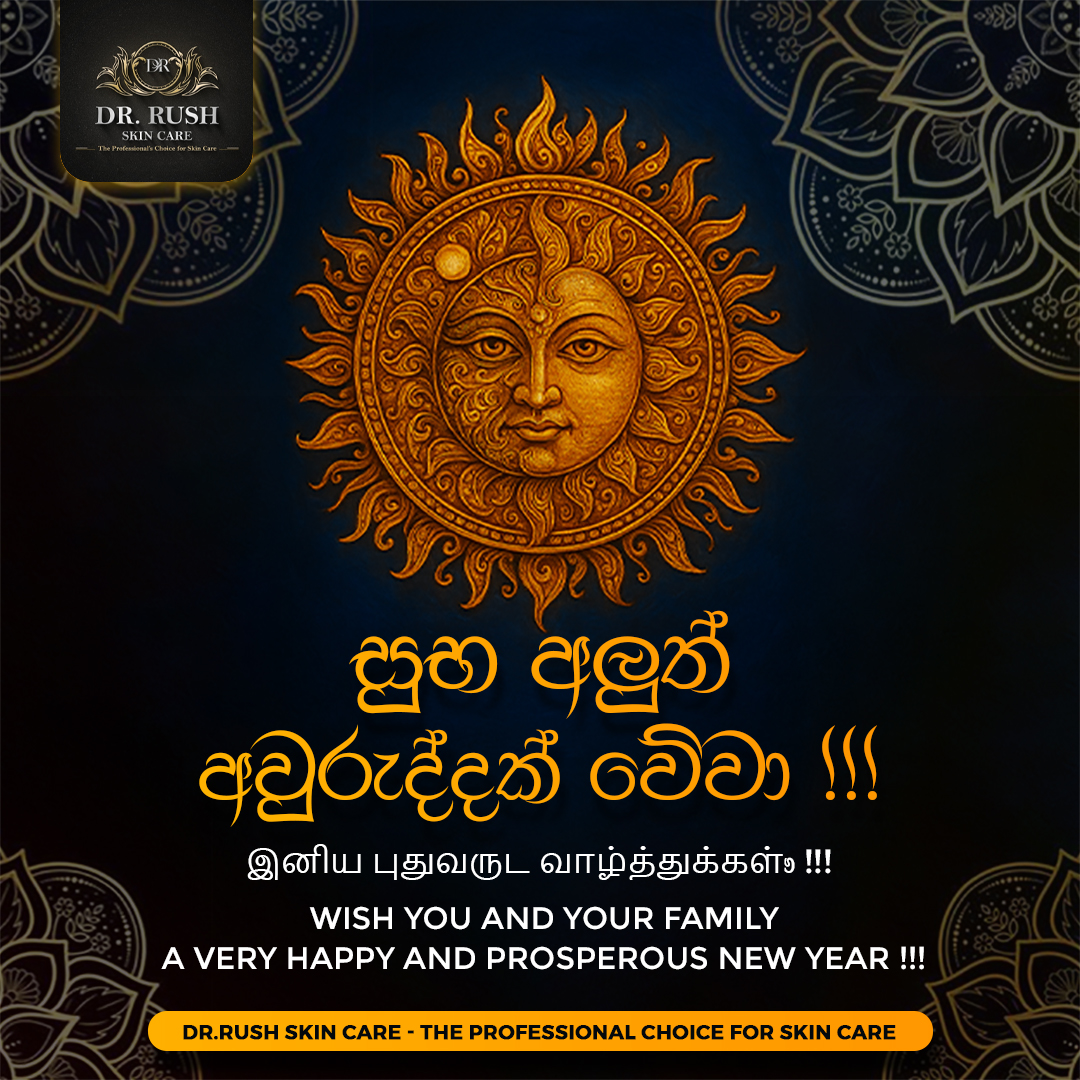 DR
DR. RUSH
SKIN CARE
The Professional's Choice for Skin Care
සුභ අලුත්
අවුරුද්දක් වේවා !!!
இனிய புதுவருட வாழ்த்துக்கள் !!!
WISH YOU AND YOUR FAMILY
A VERY HAPPY AND PROSPEROUS NEW YEAR !!!
DR.RUSH SKIN CARE - THE PROFESSIONAL CHOICE FOR SKIN CARE